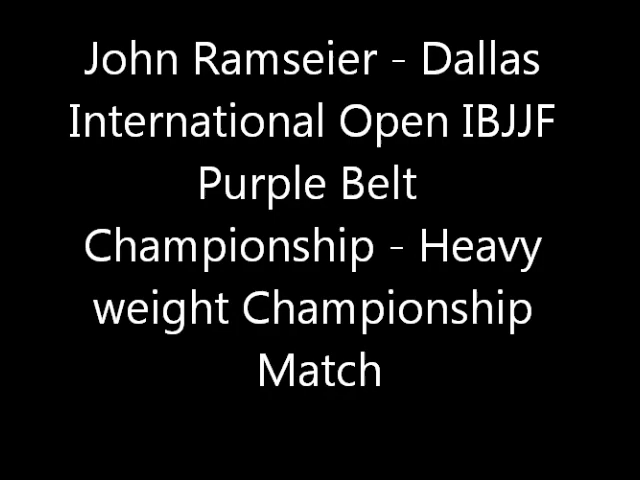 John Ramseier - Dallas
International Open IBJJF
Purple Belt
Championship - Heavy
weight Championship
Match